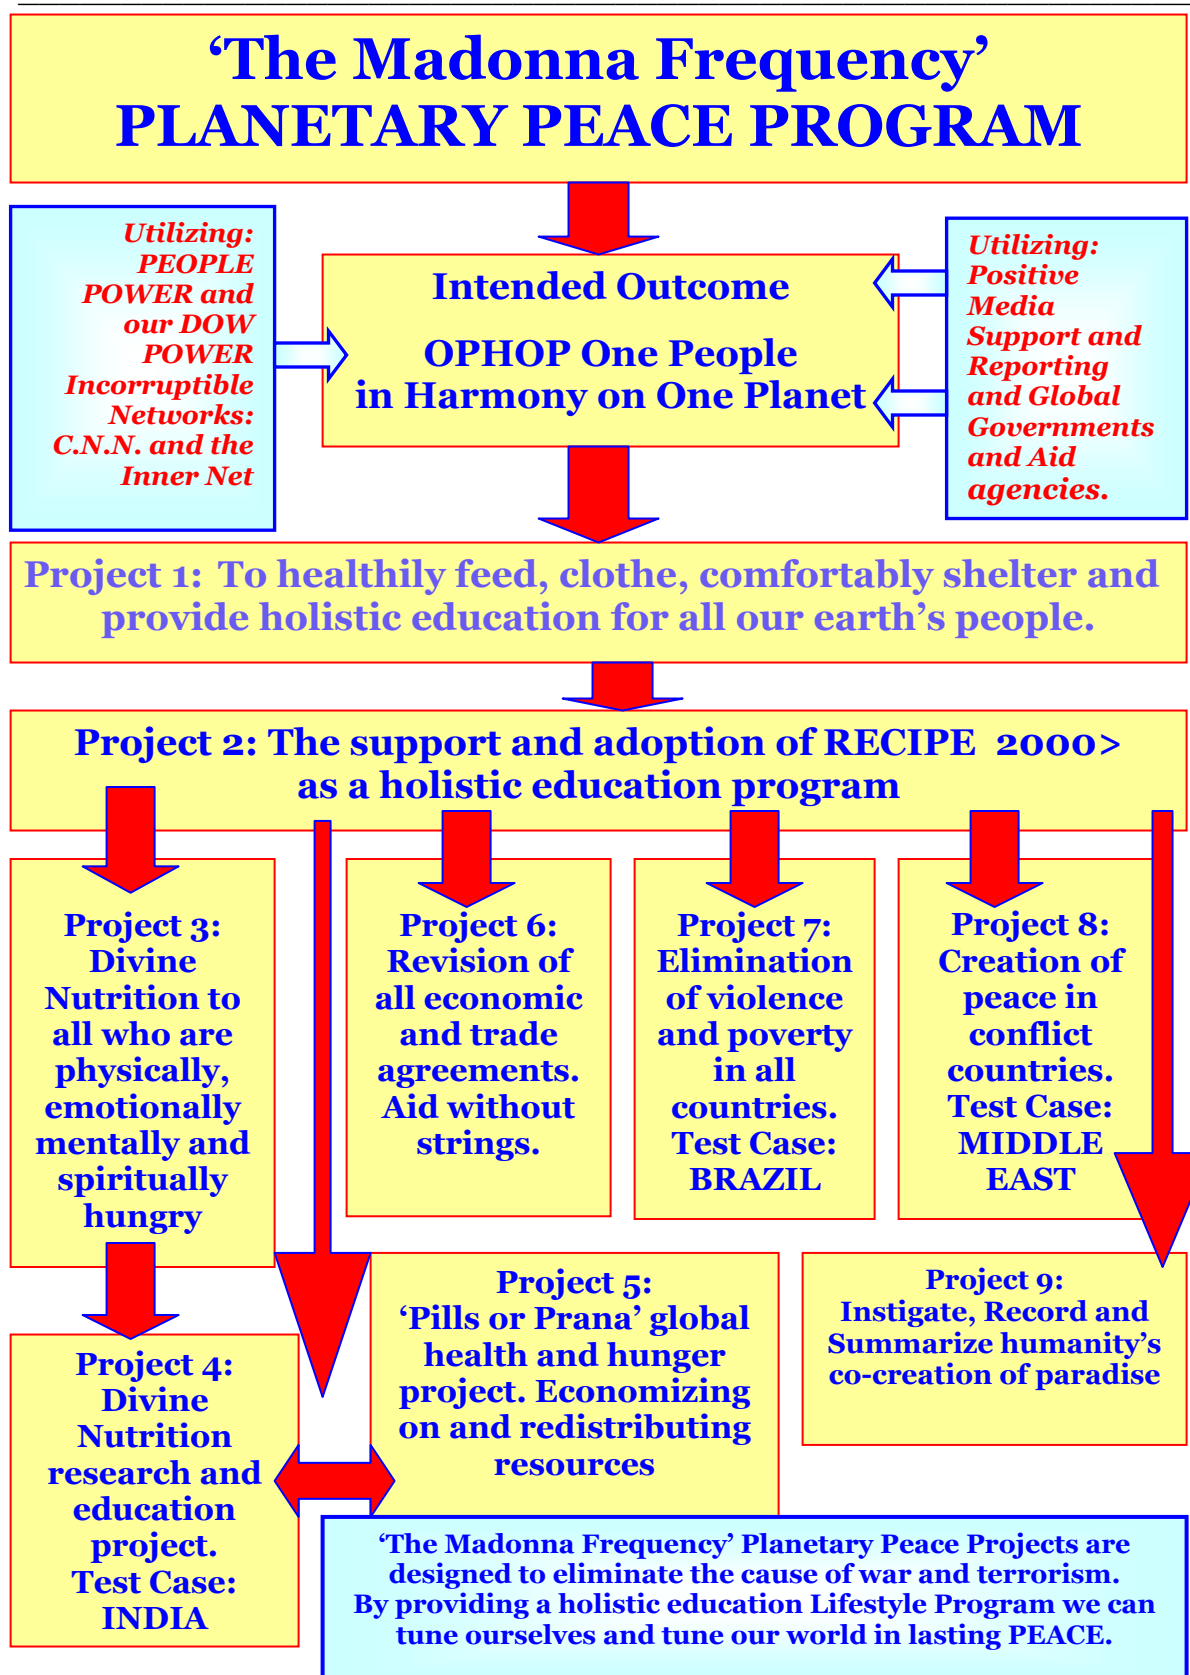 ‘The Madonna Frequency’
PLANETARY PEACE PROGRAM
Utilizing:
PEOPLE
POWER and
our DOW
POWER
Incorruptible
Networks:
C.N.N. and the
Inner Net
Intended Outcome
OPHOP One People
in Harmony on One Planet
Utilizing:
Positive
Media
Support and
Reporting
and Global
Governments
and Aid
agencies.
Project 1:  To healthily feed, clothe, comfortably shelter and
provide holistic education for all our earth’s people.
Project 2: The support and adoption of RECIPE  2000>
as a holistic education program
Project 3:
Divine
Nutrition to
all who are
physically,
emotionally
mentally and
spiritually
hungry
Project 6:
Revision of
all economic
and trade
agreements.
Aid without
strings.
Project 7:
Elimination
of violence
and poverty
in all
countries.
Test Case:
BRAZIL
Project 8:
Creation of
peace in
conflict
countries.
Test Case:
MIDDLE
EAST
Project 4:
Divine
Nutrition
research and
education
project.
Test Case:
INDIA
Project 5:
‘Pills or Prana’ global
health and hunger
project. Economizing
on and redistributing
resources
Project 9:
Instigate, Record and
Summarize humanity’s
co-creation of paradise
‘The Madonna Frequency’ Planetary Peace Projects are
designed to eliminate the cause of war and terrorism.
By providing a holistic education Lifestyle Program we can
tune ourselves and tune our world in lasting PEACE.